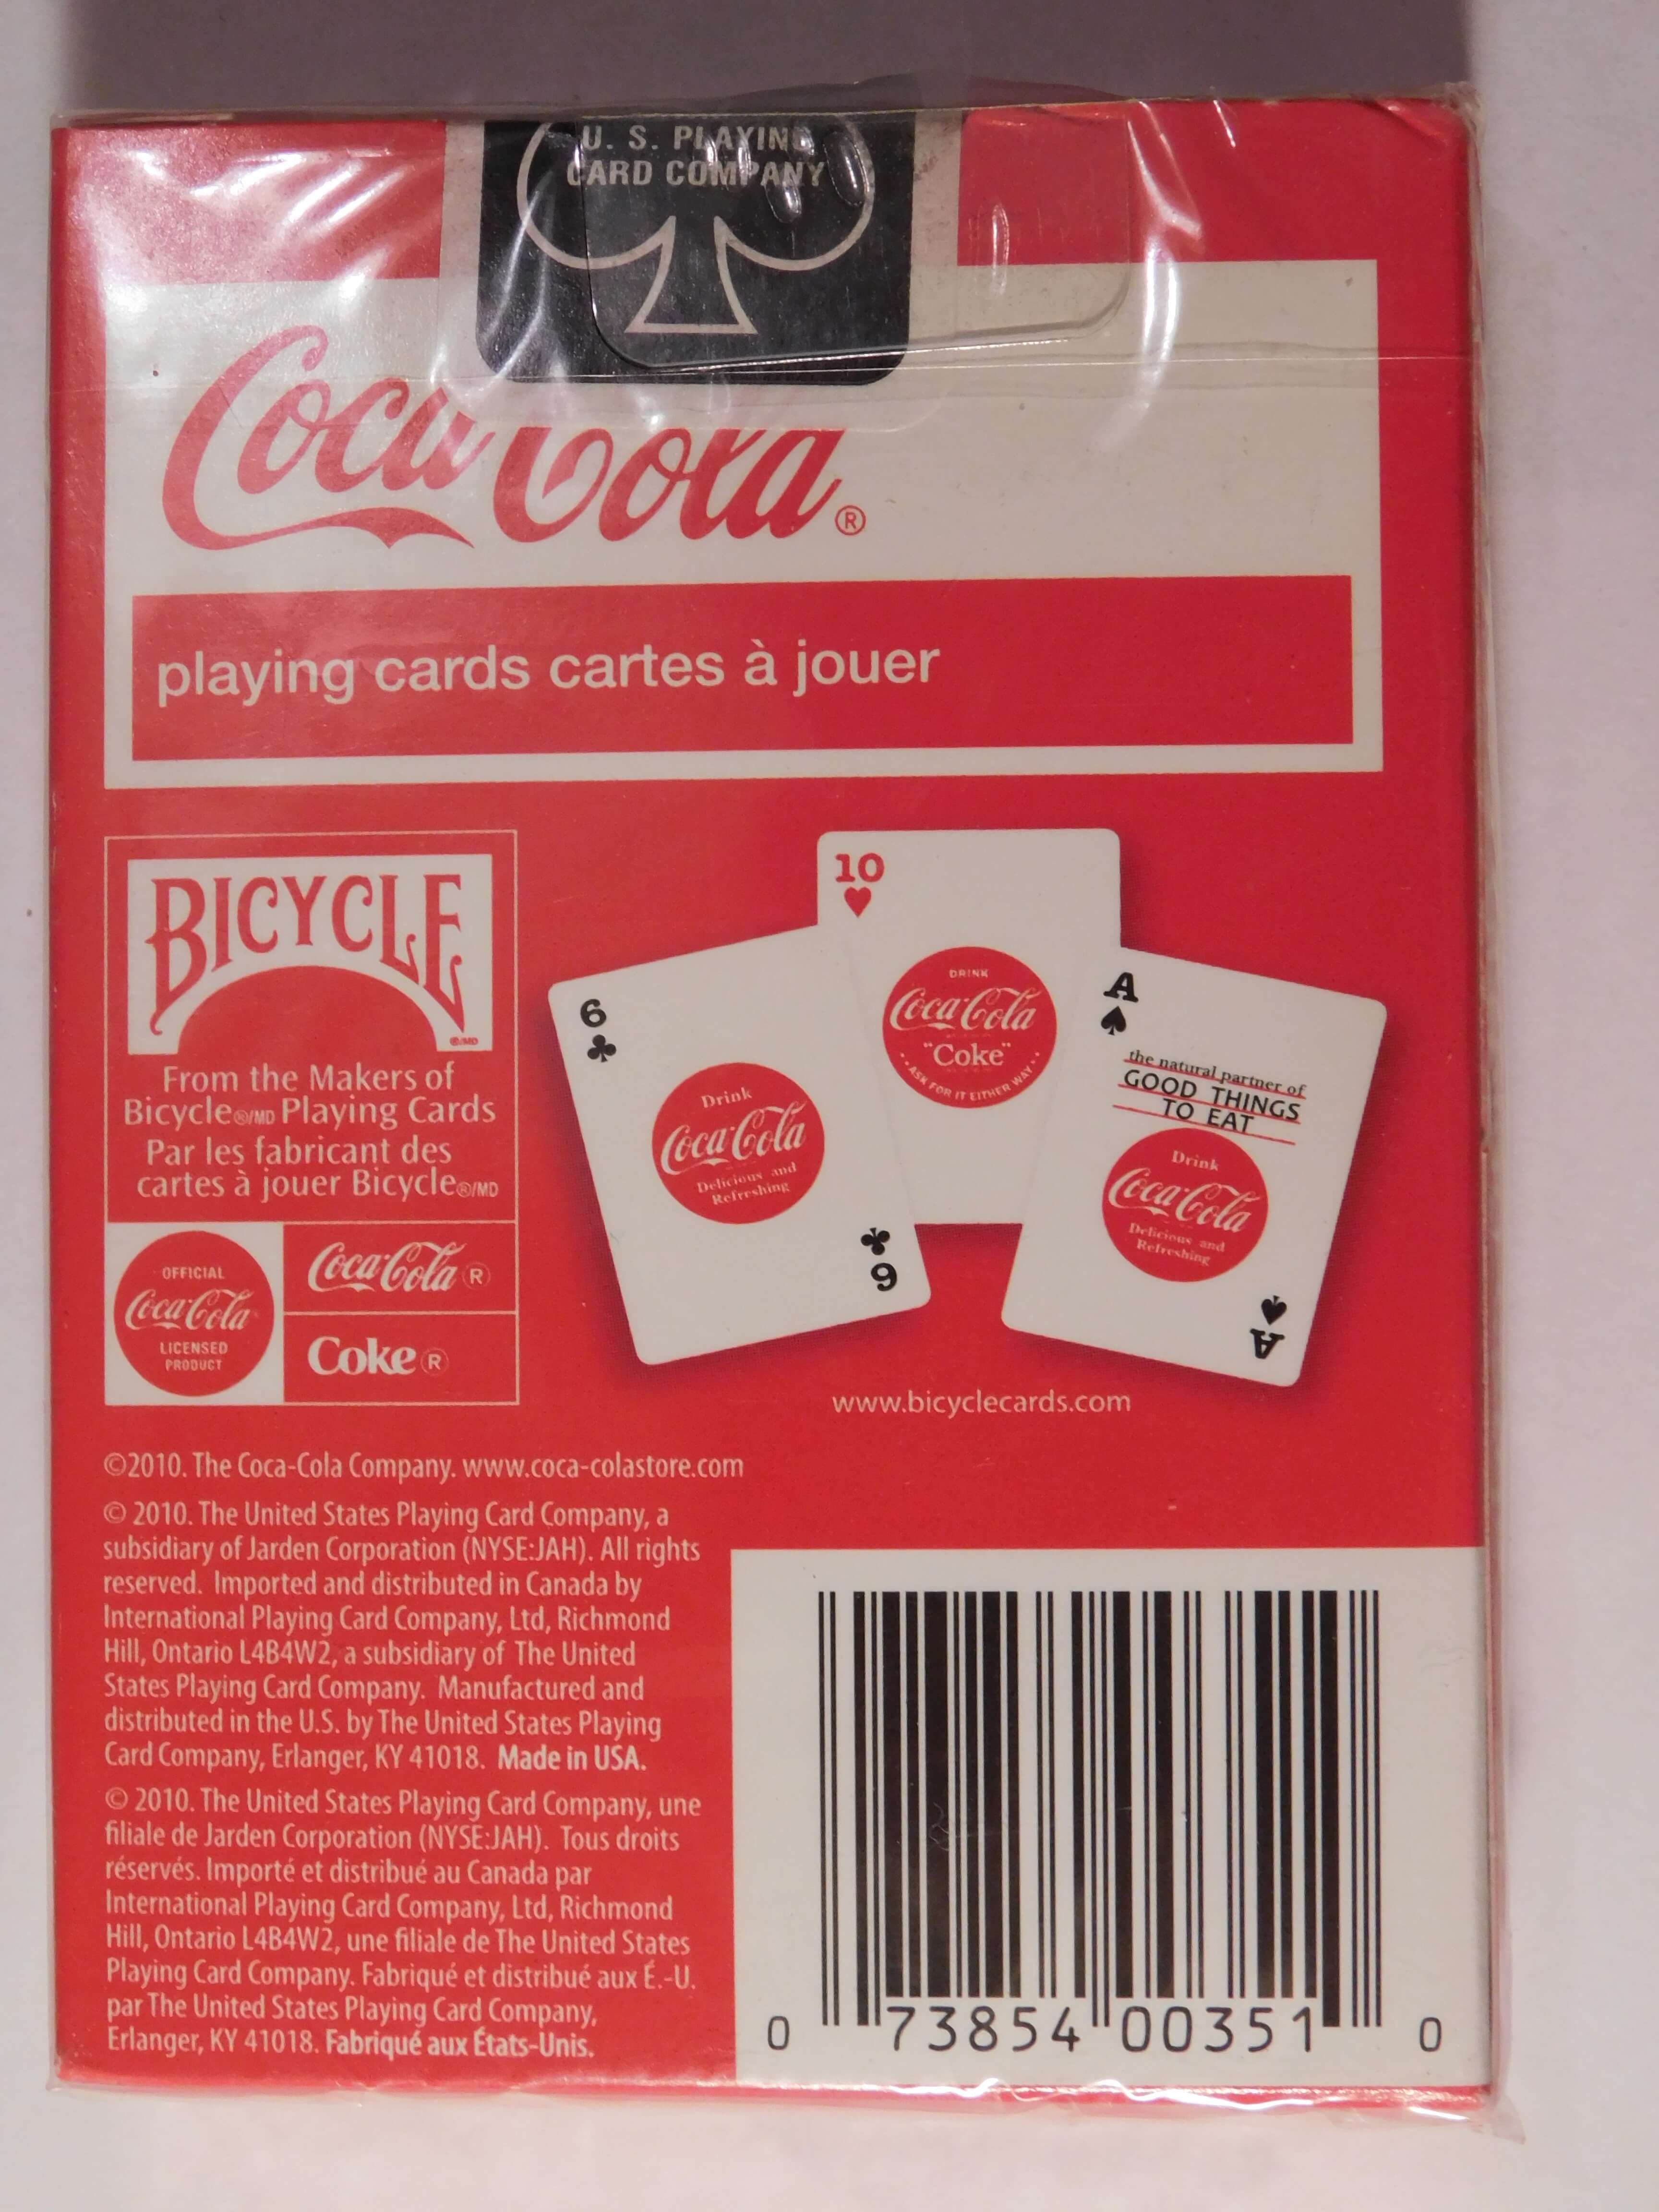 U. S. PLAYING
CARD COMPANY
Coca-Cola®
playing cards cartes à jouer
BICYCLE
®/MD
From the Makers of
Bicycle®/MD Playing Cards
Par les fabricant des
cartes à jouer Bicycle®/MD
OFFICIAL
Coca-Cola
LICENSED
PRODUCT
Coca-Cola®
Coke®
6
Drink
Coca-Cola
Delicious and
Refreshing
6
10
DRINK
Coca-Cola
"Coke"
ASK FOR IT EITHER WAY
A
the natural partner of
GOOD THINGS
TO EAT
Drink
Coca-Cola
Delicious and
Refreshing
A
www.bicyclecards.com
©2010. The Coca-Cola Company. www.coca-colastore.com
© 2010. The United States Playing Card Company, a
subsidiary of Jarden Corporation (NYSE:JAH). All rights
reserved. Imported and distributed in Canada by
International Playing Card Company, Ltd, Richmond
Hill, Ontario L4B4W2, a subsidiary of The United
States Playing Card Company. Manufactured and
distributed in the U.S. by The United States Playing
Card Company, Erlanger, KY 41018. Made in USA.
© 2010. The United States Playing Card Company, une
filiale de Jarden Corporation (NYSE:JAH). Tous droits
réservés. Importé et distribué au Canada par
International Playing Card Company, Ltd, Richmond
Hill, Ontario L4B4W2, une filiale de The United States
Playing Card Company. Fabriqué et distribué aux É.-U.
par The United States Playing Card Company,
Erlanger, KY 41018. Fabriqué aux États-Unis.
0 73854 00351 0